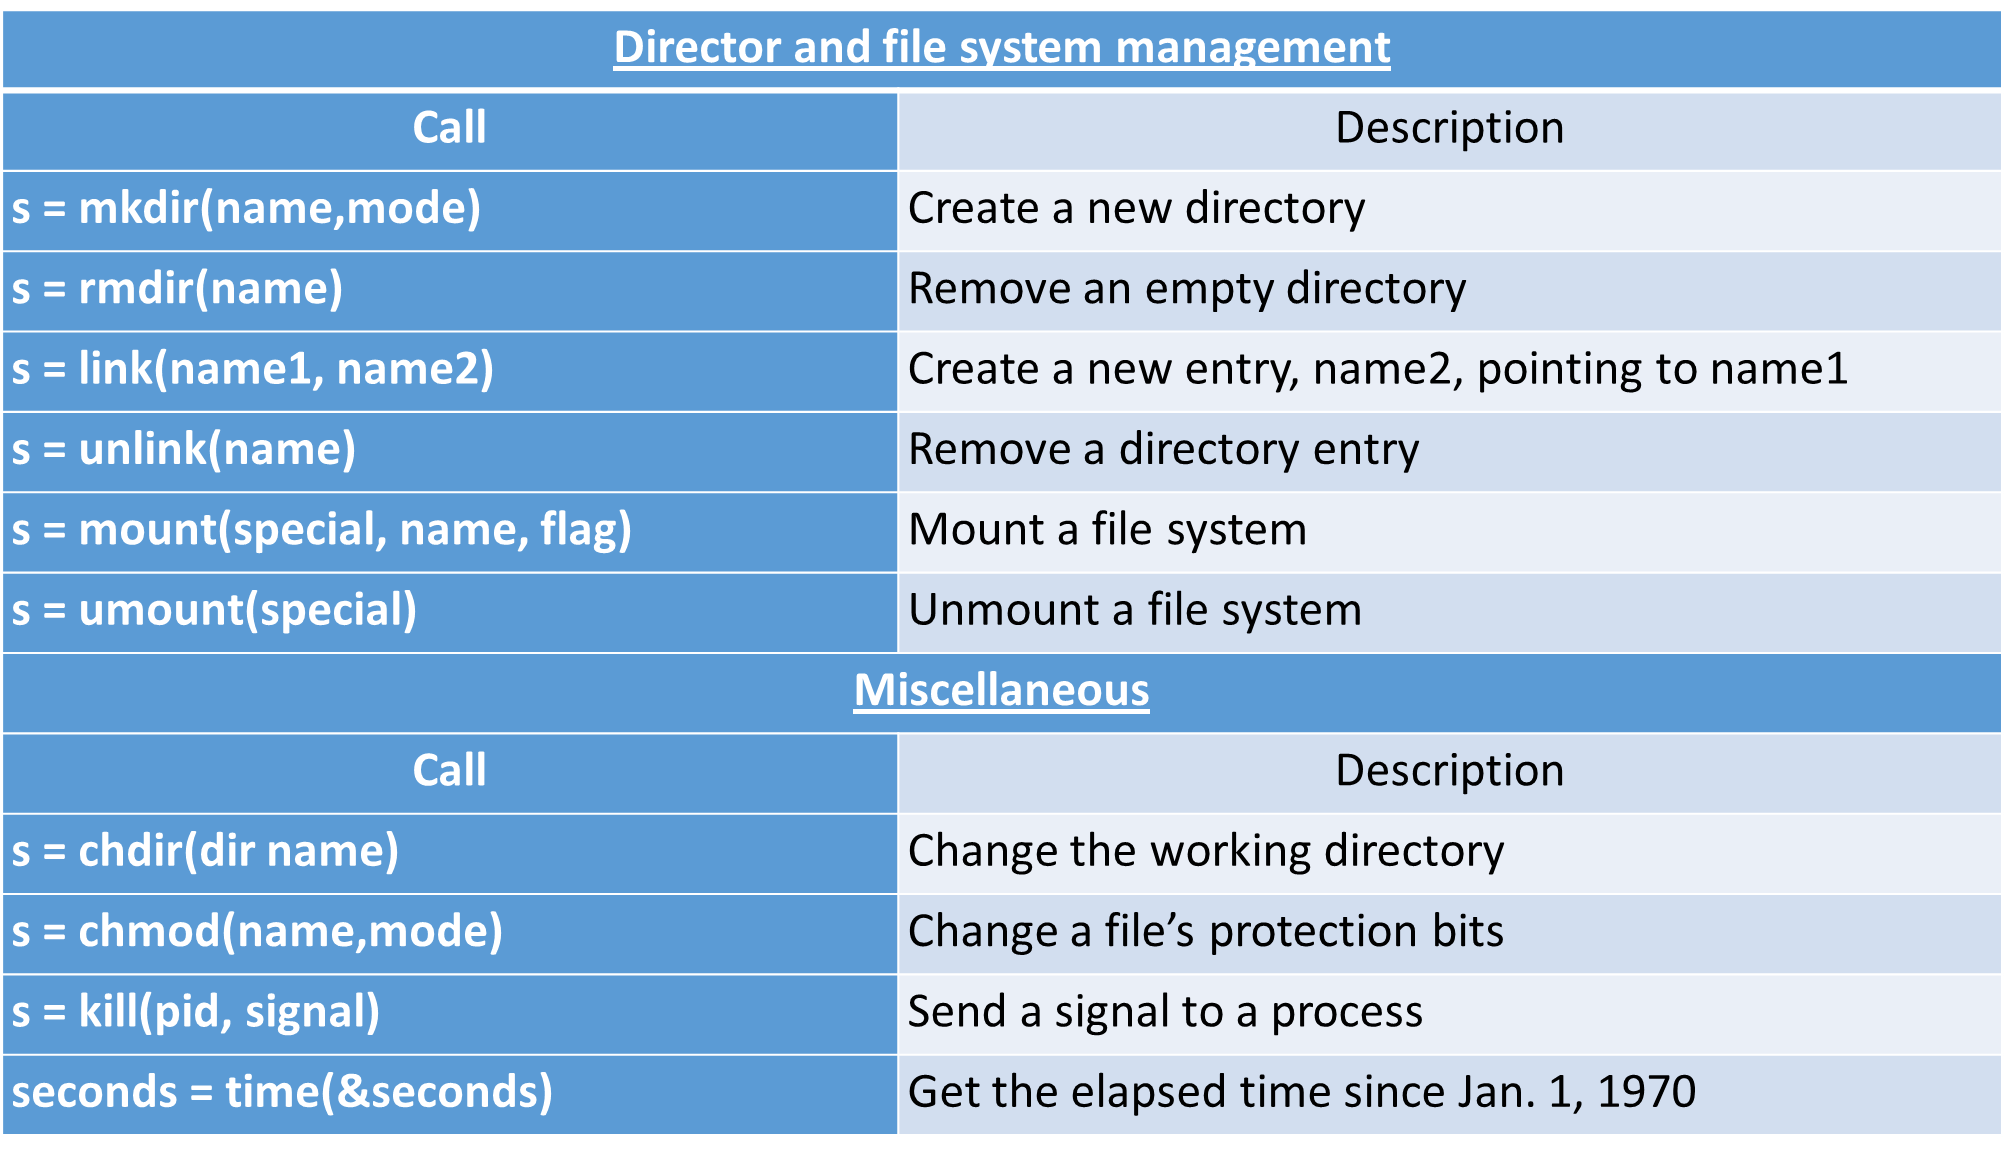 Director and file system management
Call Description
s = mkdir(name,mode) Create a new directory
s = rmdir(name) Remove an empty directory
s = link(name1, name2) Create a new entry, name2, pointing to name1
s = unlink(name) Remove a directory entry
s = mount(special, name, flag) Mount a file system
s = umount(special) Unmount a file system
Miscellaneous
Call Description
s = chdir(dir name) Change the working directory
s = chmod(name,mode) Change a file’s protection bits
s = kill(pid, signal) Send a signal to a process
seconds = time(&seconds) Get the elapsed time since Jan. 1, 1970